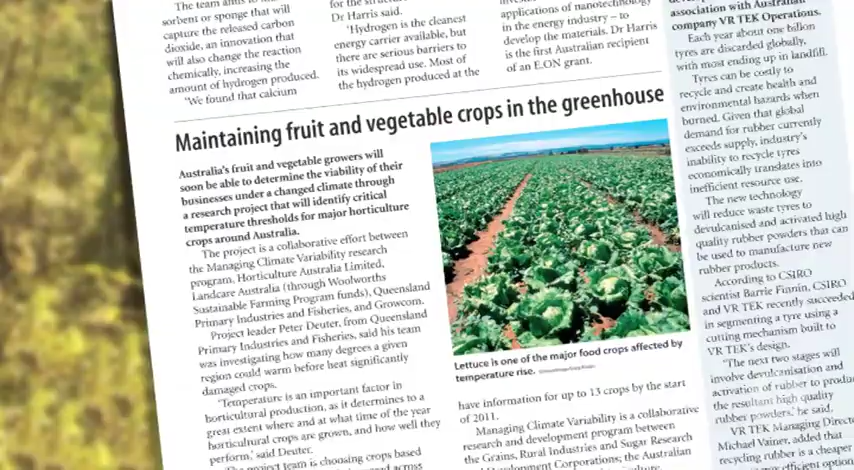 The team aims to
sorbent or sponge that will
capture the released carbon
dioxide, an innovation that
will also change the reaction
chemically, increasing the
amount of hydrogen produced.
'We found that calcium
for the
Dr Harris said.
'Hydrogen is the cleanest
energy carrier available, but
there are serious barriers to
its widespread use. Most of
the hydrogen produced at the
applications of nanotechnology
in the energy industry – to
develop the materials. Dr Harris
is the first Australian recipient
of an E.ON grant.
Maintaining fruit and vegetable crops in the greenhouse
Australia's fruit and vegetable growers will
soon be able to determine the viability of their
businesses under a changed climate through
a research project that will identify critical
temperature thresholds for major horticulture
crops around Australia.
The project is a collaborative effort between
the Managing Climate Variability research
program, Horticulture Australia Limited,
Landcare Australia (through Woolworths
Sustainable Farming Program funds), Queensland
Primary Industries and Fisheries, and Growcom.
Project leader Peter Deuter, from Queensland
Primary Industries and Fisheries, said his team
was investigating how many degrees a given
region could warm before heat significantly
damaged crops.
'Temperature is an important factor in
horticultural production, as it determines to a
great extent where and at what time of the year
horticultural crops are grown, and how well they
perform,' said Deuter.
The project team is choosing crops based
Lettuce is one of the major food crops affected by
temperature rise.
have information for up to 13 crops by the start
of 2011.
Managing Climate Variability is a collaborative
research and development program between
the Grains, Rural Industries and Sugar Research
Development Corporations; the Australian
association with Australian
company VR TEK Operations.
Each year about one billion
tyres are discarded globally,
with most ending up in landfill.
Tyres can be costly to
recycle and create health and
environmental hazards when
burned. Given that global
demand for rubber currently
exceeds supply, industry's
inability to recycle tyres
economically translates into
inefficient resource use.
The new technology
will reduce waste tyres to
devulcanised and activated high
quality rubber powders that can
be used to manufacture new
rubber products.
According to CSIRO
scientist Barrie Finnin, CSIRO
and VR TEK recently succeeded
in segmenting a tyre using a
cutting mechanism built to
VR TEK's design.
'The next two stages will
involve devulcanisation and
activation of rubber to produ
the resultant high quality
rubber powders,' he said.
VR TEK Managing Directo
Michael Vainer, added that
recycling rubber is a cheaper
efficient option